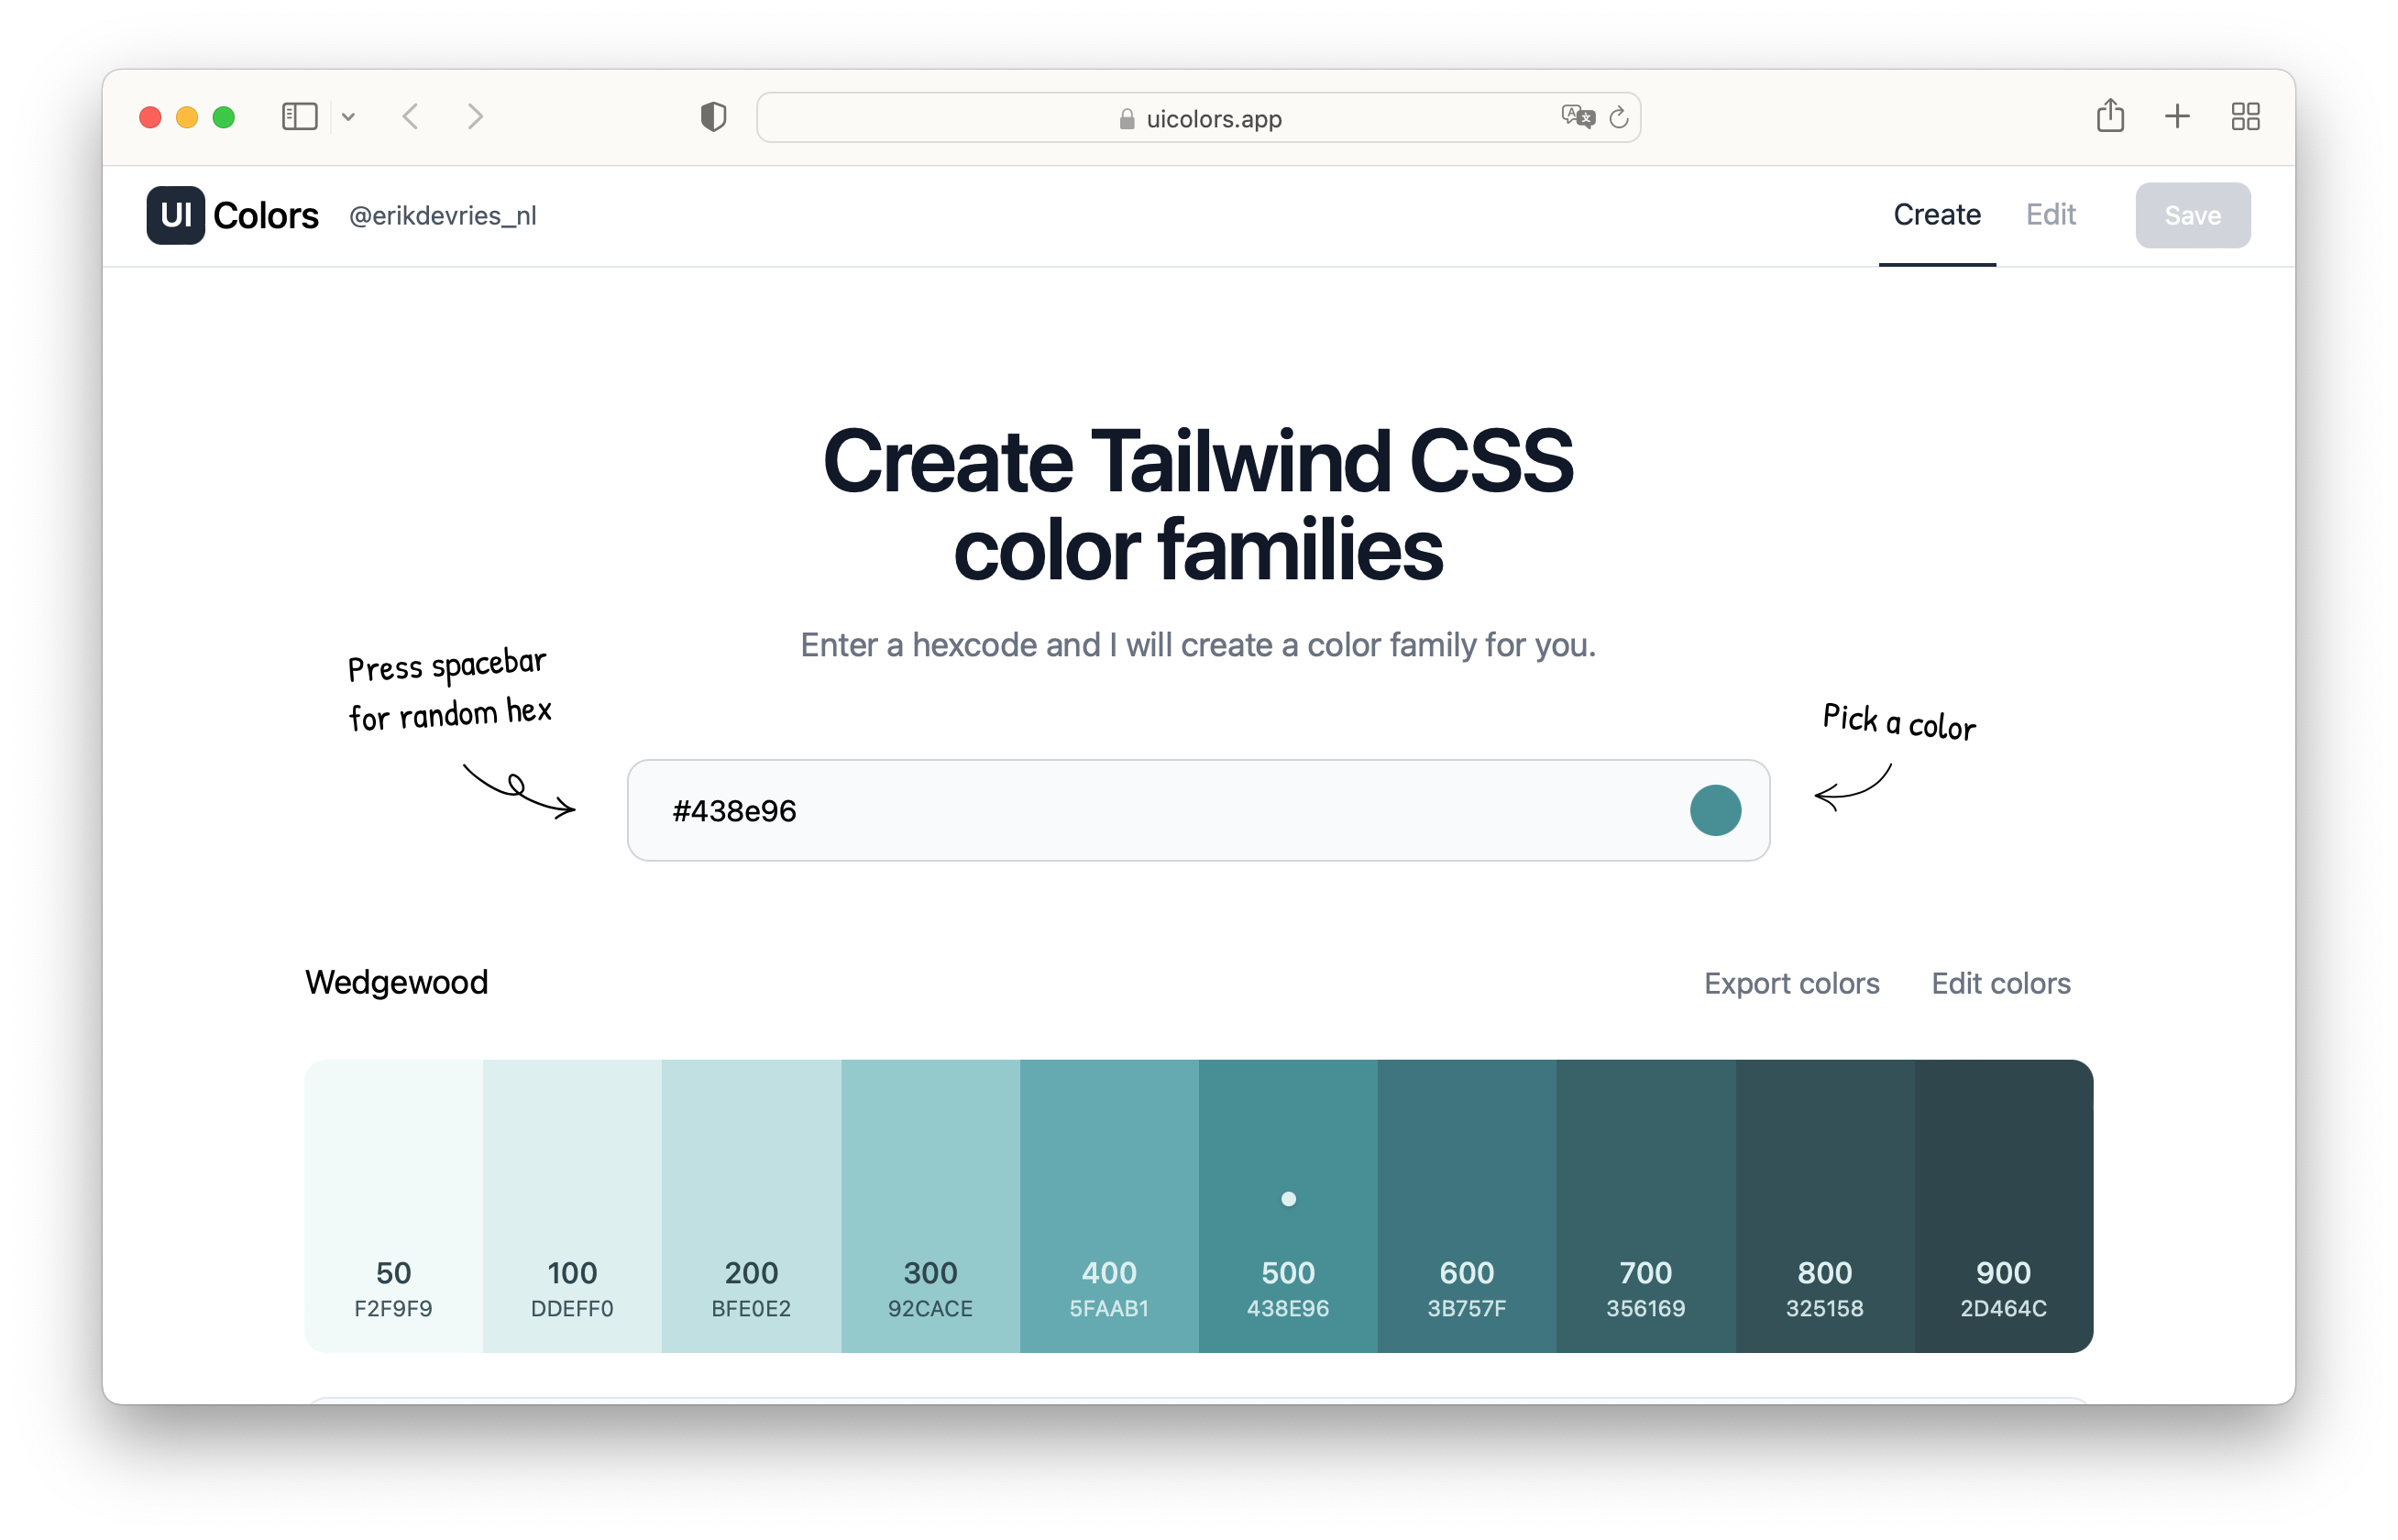 uicolors.app
UI Colors @erikdevries_nl Create Edit Save
Create Tailwind CSS
color families
Enter a hexcode and I will create a color family for you.
Press spacebar
for random hex
Pick a color
#438e96
Wedgewood Export colors Edit colors
50 100 200 300 400 500 600 700 800 900
F2F9F9 DDEFF0 BFE0E2 92CACE 5FAAB1 438E96 3B757F 356169 325158 2D464C